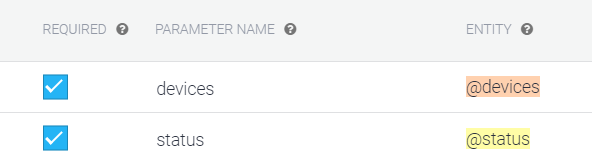 REQUIRED PARAMETER NAME ENTITY
devices @devices
status @status